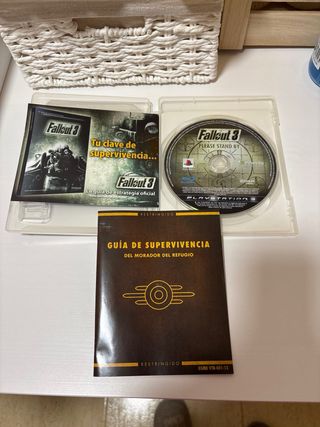 Fallout 3
Tu clave de
supervivencia...
Fallout 3
La guía de estrategia oficial
Fallout 3
PLEASE STAND BY
PLAYSTATION 3
RESTRINGIDO
GUÍA DE SUPERVIVENCIA
DEL MORADOR DEL REFUGIO
RESTRINGIDO